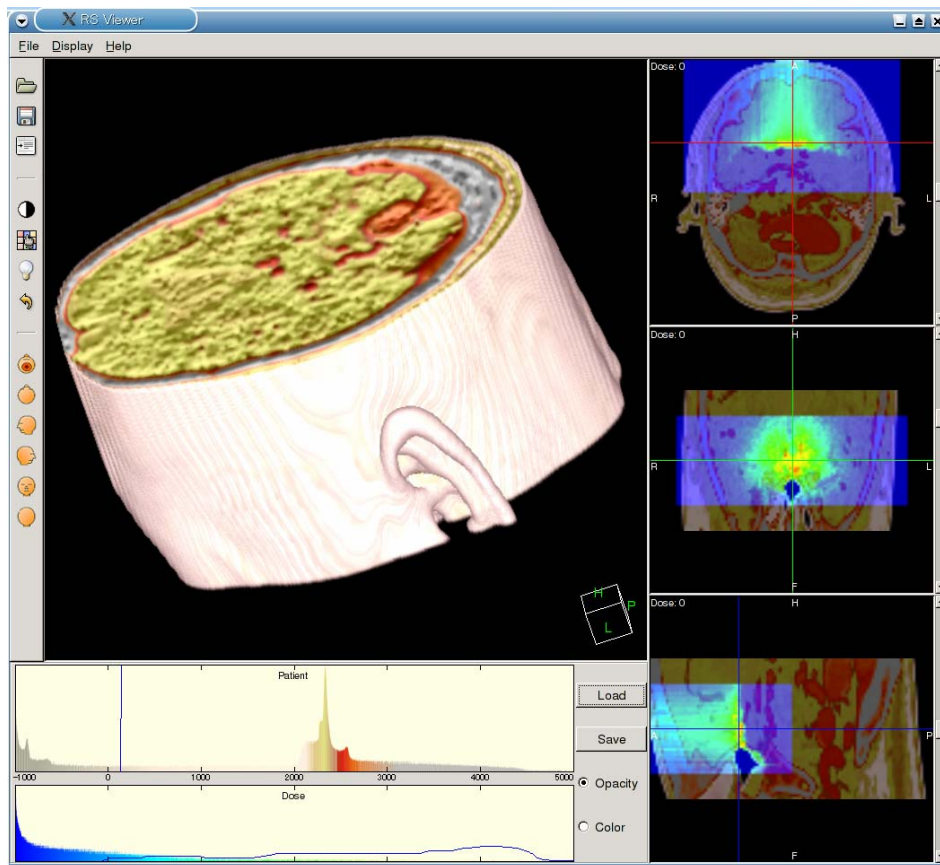 X RS Viewer
File Display Help
Dose: 0
A
R
L
P
Dose: 0
H
R
L
F
Dose: 0
H
P
F
H
P
L
Patient
-1000 0 1000 2000 3000 4000 5000
Dose
Load
Save
Opacity
Color